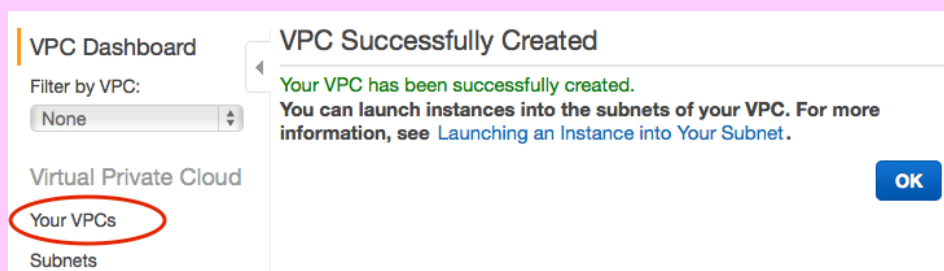 VPC Dashboard
Filter by VPC:
None
Virtual Private Cloud
Your VPCs
Subnets
VPC Successfully Created
Your VPC has been successfully created.
You can launch instances into the subnets of your VPC. For more
information, see Launching an Instance into Your Subnet.
OK